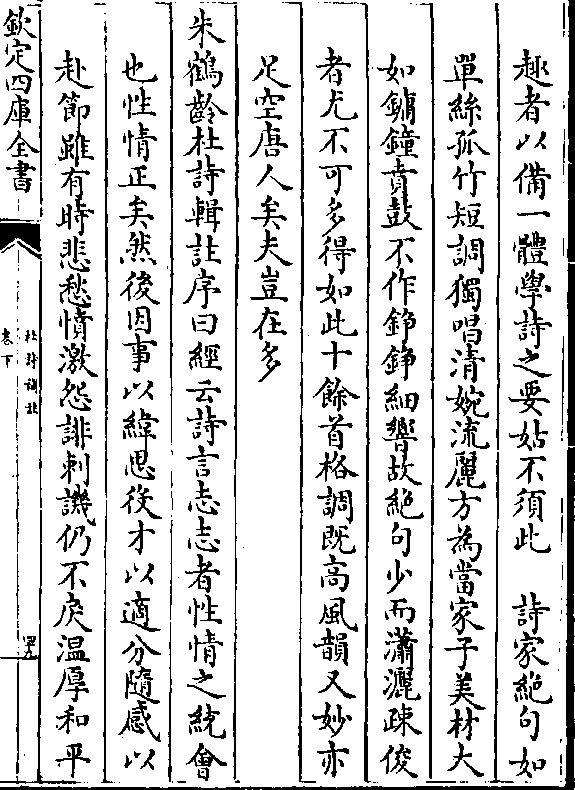 趣者以備一體學詩之要姑不須此　詩家絶句如
單絲孤竹短調獨唱清婉流麗方為當家子美材大
如鏞鐘賁鼓不作錚錚細響故絶句少而瀟灑疎俊
者尤不可多得如此十餘首格調既高風韻又妙亦
足空唐人矣夫豈在多
朱鶴齡杜詩輯註序曰經云詩言志志者性情之統會
也性情正矣然後因事以緯思役才以適分隨感以
赴節雖有時悲愁憤激怨誹刺譏仍不戾温厚和平
欽定四庫全書
杜詩攟
卷下